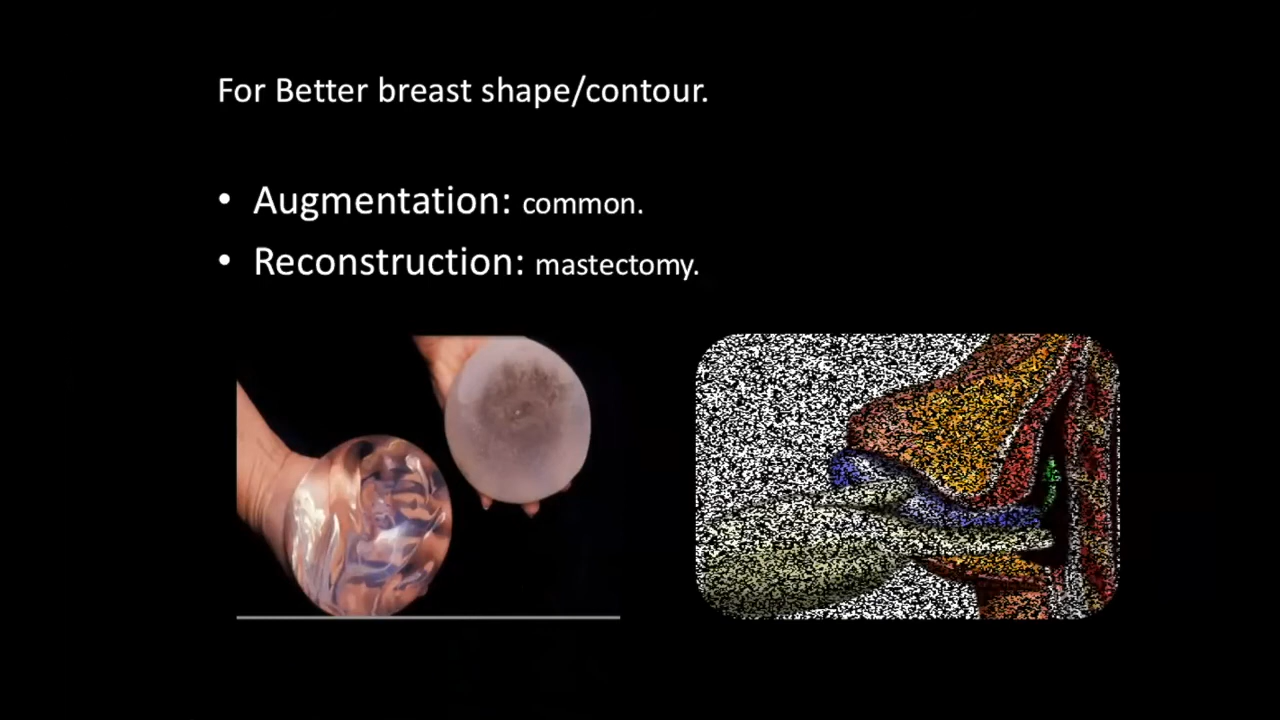 For Better breast shape/contour.
• Augmentation: common.
• Reconstruction: mastectomy.